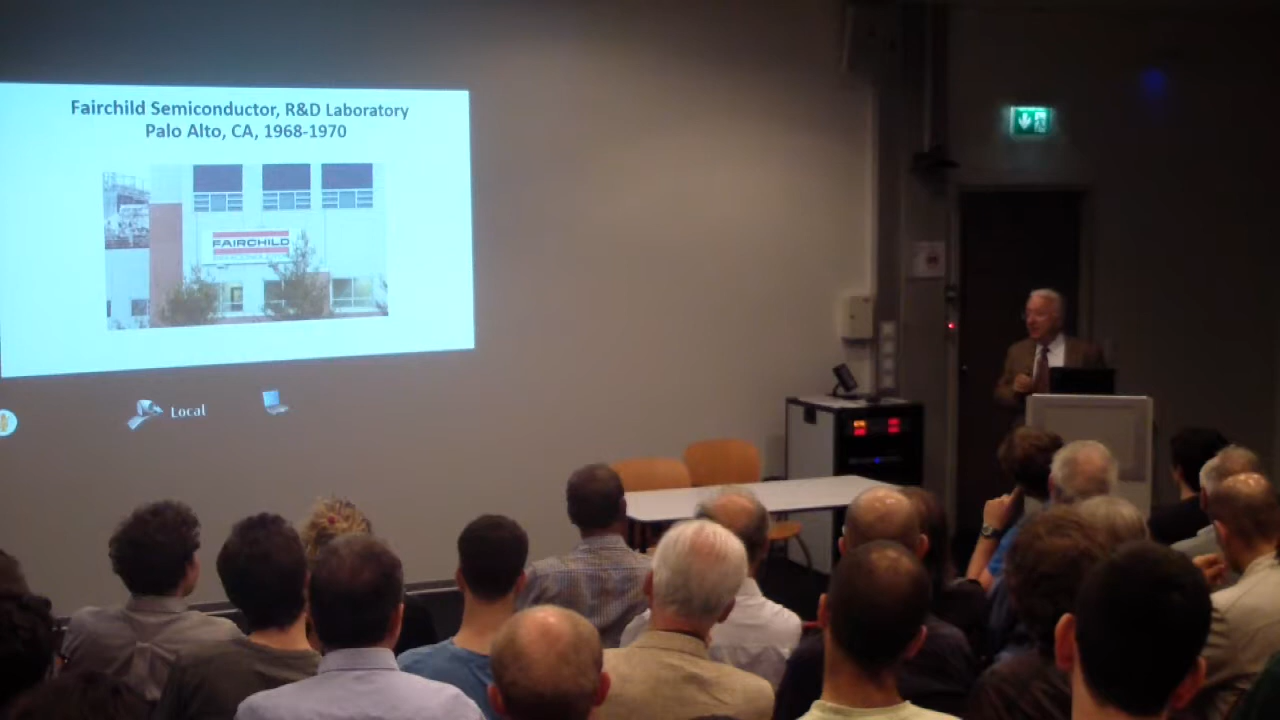 Fairchild Semiconductor, R&D Laboratory
Palo Alto, CA, 1968-1970
FAIRCHILD
Local